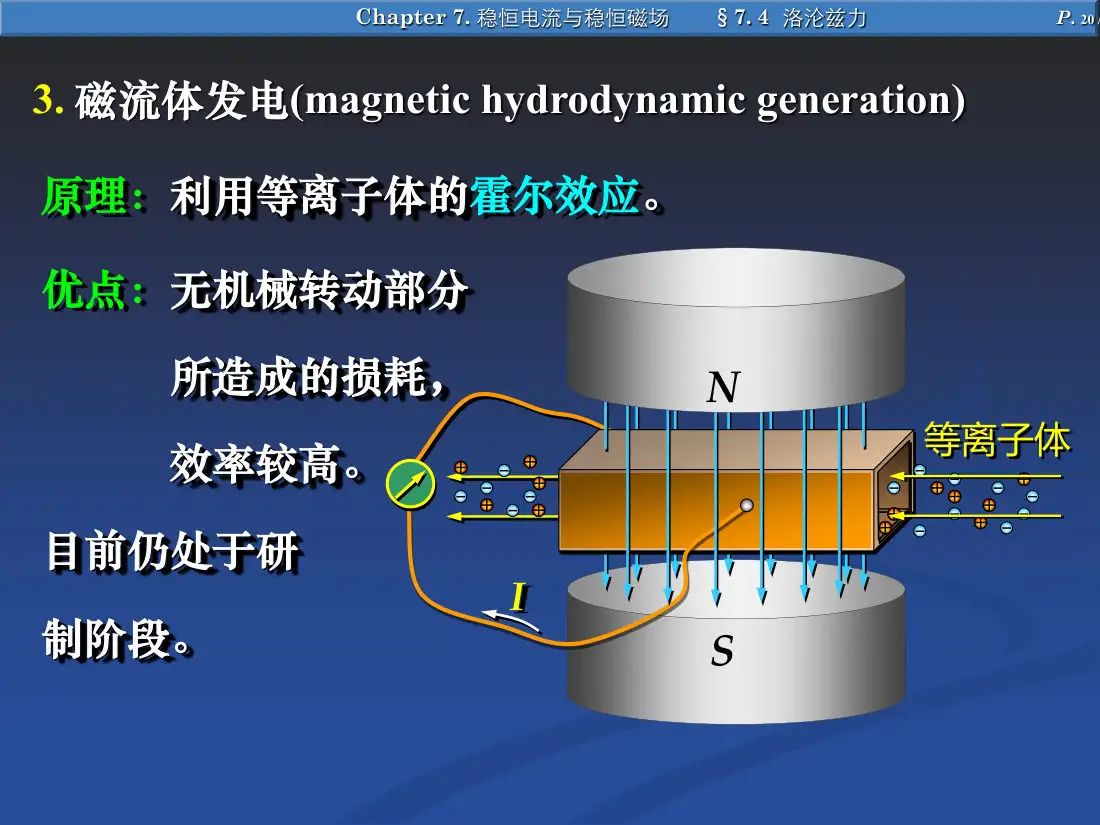 Chapter 7. 稳恒电流与稳恒磁场 §7. 4 洛沦兹力 P. 20/
3. 磁流体发电(magnetic hydrodynamic generation)
原理：利用等离子体的霍尔效应。
优点：无机械转动部分
所造成的损耗，
效率较高。
目前仍处于研
制阶段。
N
等离子体
I
S